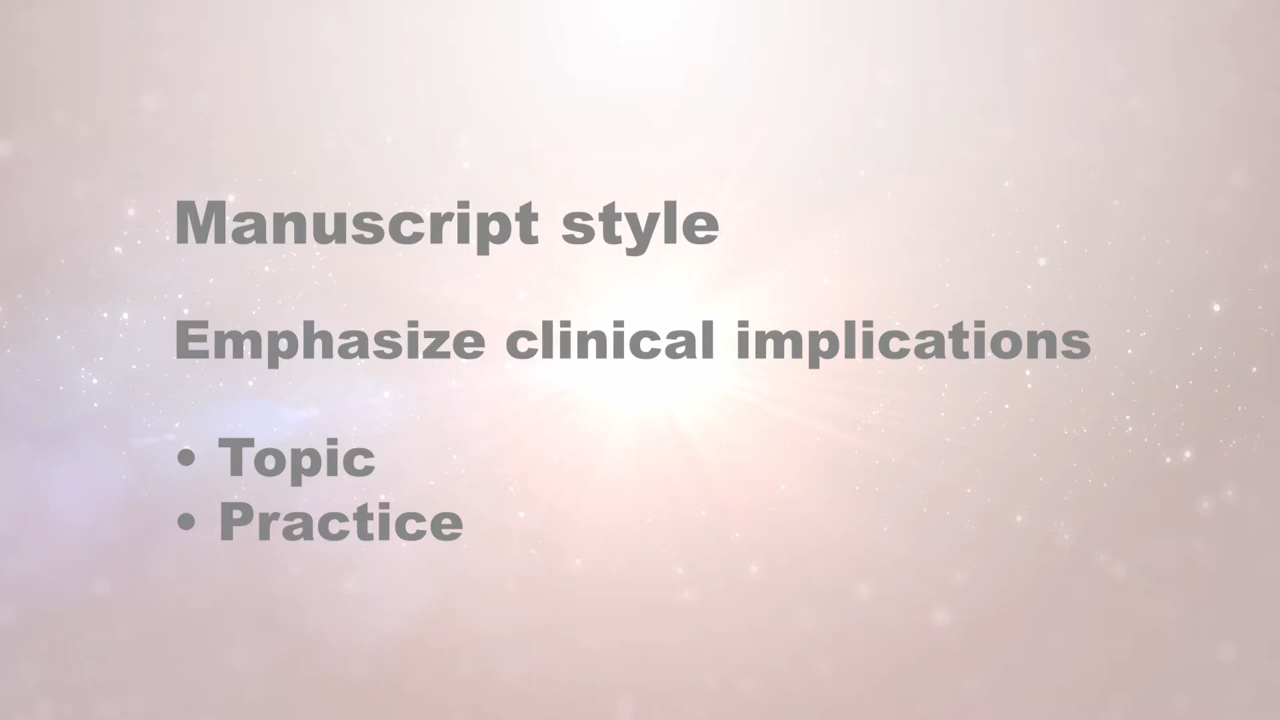 Manuscript style
Emphasize clinical implications
• Topic
• Practice